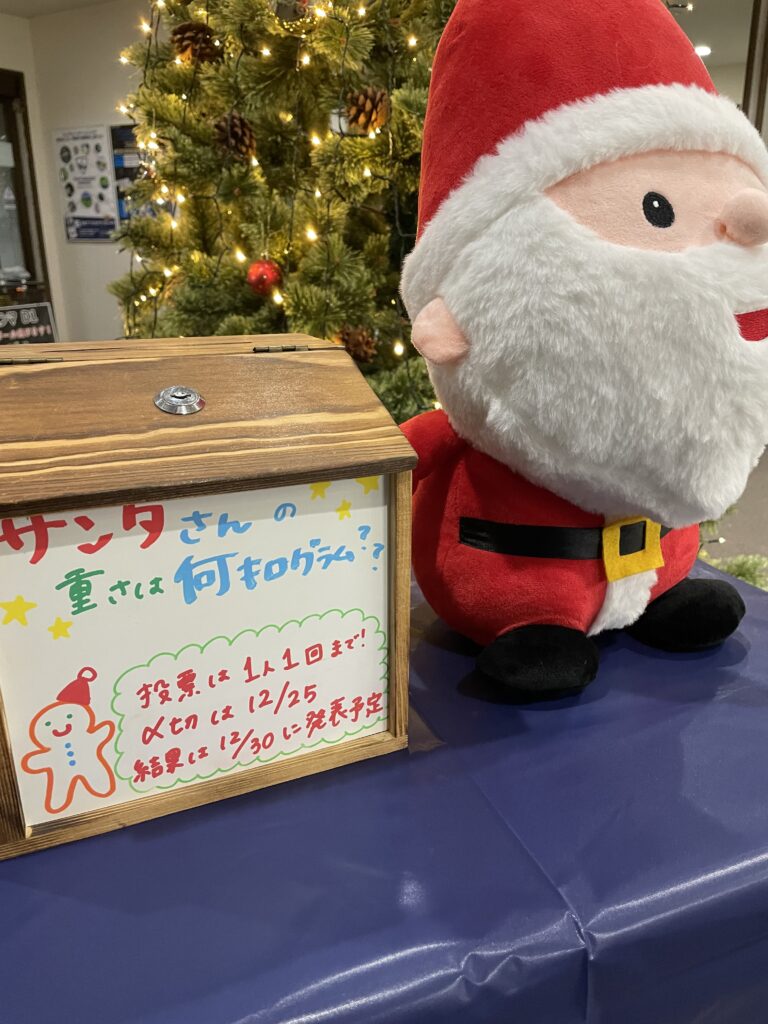 サンタさんの
重さは何キログラム??
投票は1人1回まで!
〆切は12/25
結果は12/30に発表予定